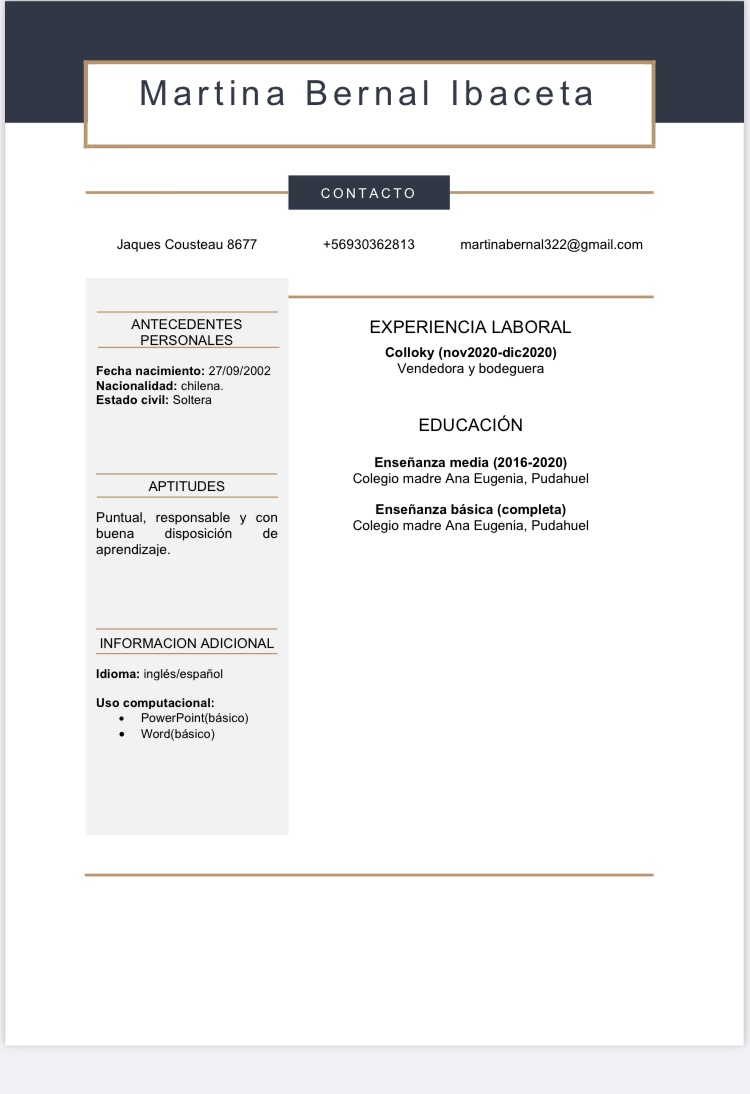 Martina Bernal Ibaceta
CONTACTO
Jaques Cousteau 8677
+56930362813
martinabernal322@gmail.com
ANTECEDENTES
PERSONALES
Fecha nacimiento: 27/09/2002
Nacionalidad: chilena.
Estado civil: Soltera
APTITUDES
Puntual, responsable y con
buena disposición de
aprendizaje.
INFORMACION ADICIONAL
Idioma: inglés/español
Uso computacional:
• PowerPoint(básico)
• Word(básico)
EXPERIENCIA LABORAL
Colloky (nov2020-dic2020)
Vendedora y bodeguera
EDUCACIÓN
Enseñanza media (2016-2020)
Colegio madre Ana Eugenia, Pudahuel
Enseñanza básica (completa)
Colegio madre Ana Eugenia, Pudahuel